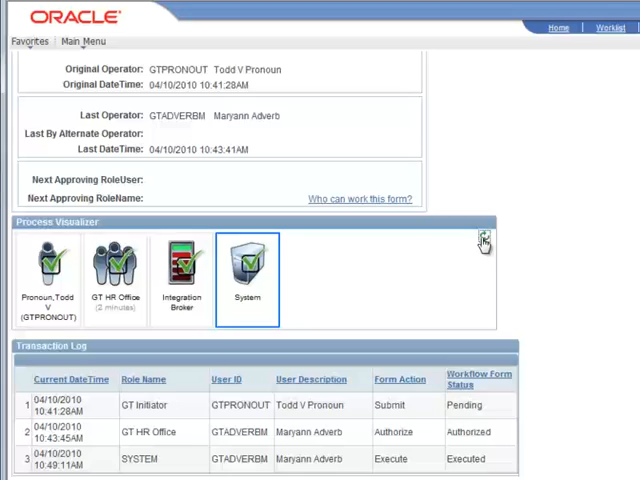 ORACLE®
Home | Worklist
Favorites Main Menu
Original Operator: GTPRONOUT Todd V Pronoun
Original DateTime: 04/10/2010 10:41:28AM
Last Operator: GTADVERBM Maryann Adverb
Last By Alternate Operator:
Last DateTime: 04/10/2010 10:43:41AM
Next Approving RoleUser:
Next Approving RoleName: Who can work this form?
Process Visualizer
Pronoun,Todd V (GTPRONOUT)
GT HR Office (2 minutes)
Integration Broker
System
Transaction Log
Current DateTime Role Name User ID User Description Form Action Workflow Form Status
1 04/10/2010 10:41:28AM GT Initiator GTPRONOUT Todd V Pronoun Submit Pending
2 04/10/2010 10:43:45AM GT HR Office GTADVERBM Maryann Adverb Authorize Authorized
3 04/10/2010 10:49:11AM SYSTEM GTADVERBM Maryann Adverb Execute Executed